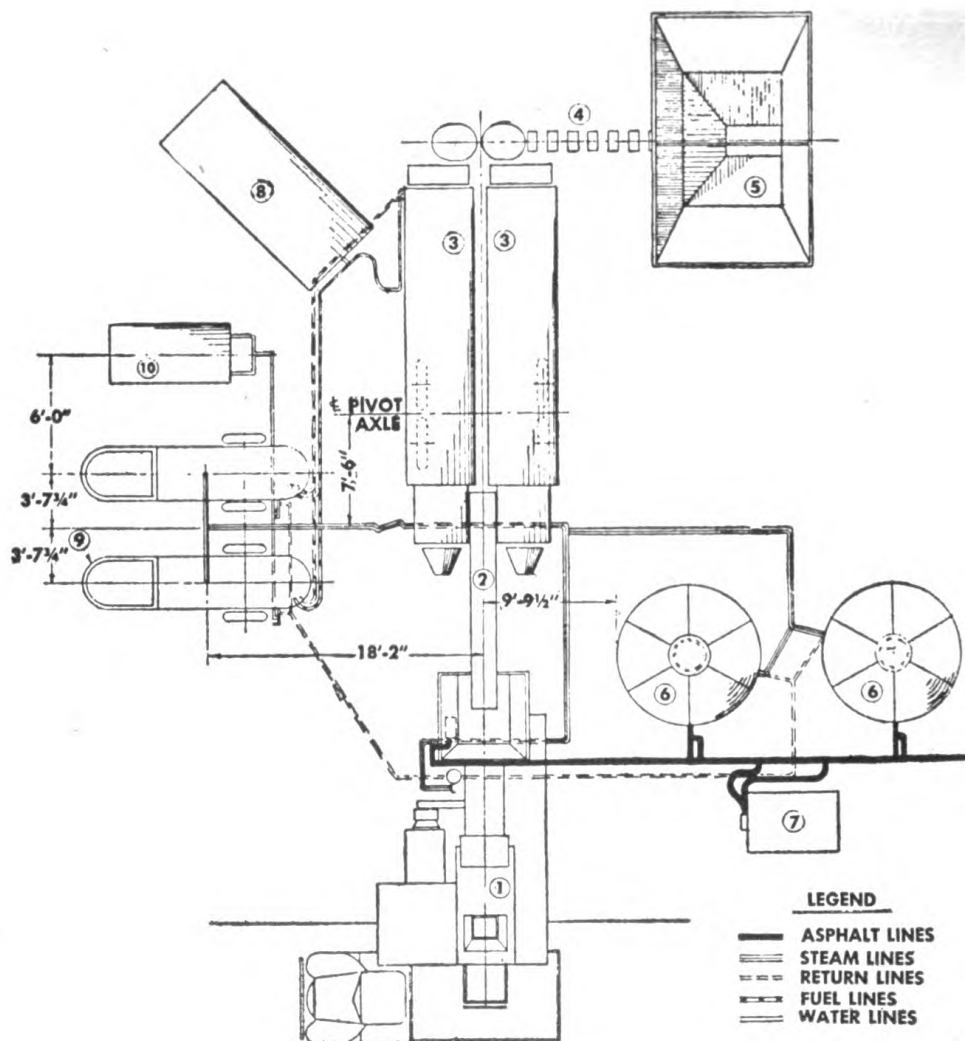 ④
⑧
⑤
③ ③
⑩
6'-0"
℄ PIVOT
AXLE
7'-6"
3'-7¾"
3'-7¾"
⑨
②
9'-9½"
18'-2"
⑥ ⑥
⑦
①
LEGEND
ASPHALT LINES
STEAM LINES
RETURN LINES
FUEL LINES
WATER LINES